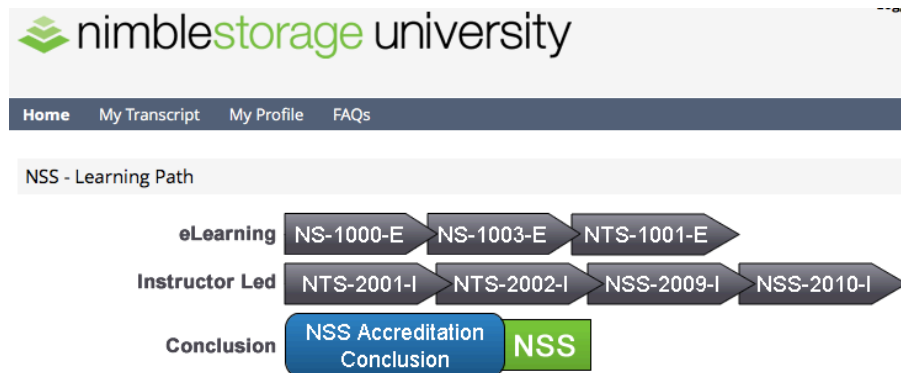 nimblestorage university
Home My Transcript My Profile FAQs
NSS - Learning Path
eLearning NS-1000-E NS-1003-E NTS-1001-E
Instructor Led NTS-2001-I NTS-2002-I NSS-2009-I NSS-2010-I
Conclusion NSS Accreditation Conclusion NSS